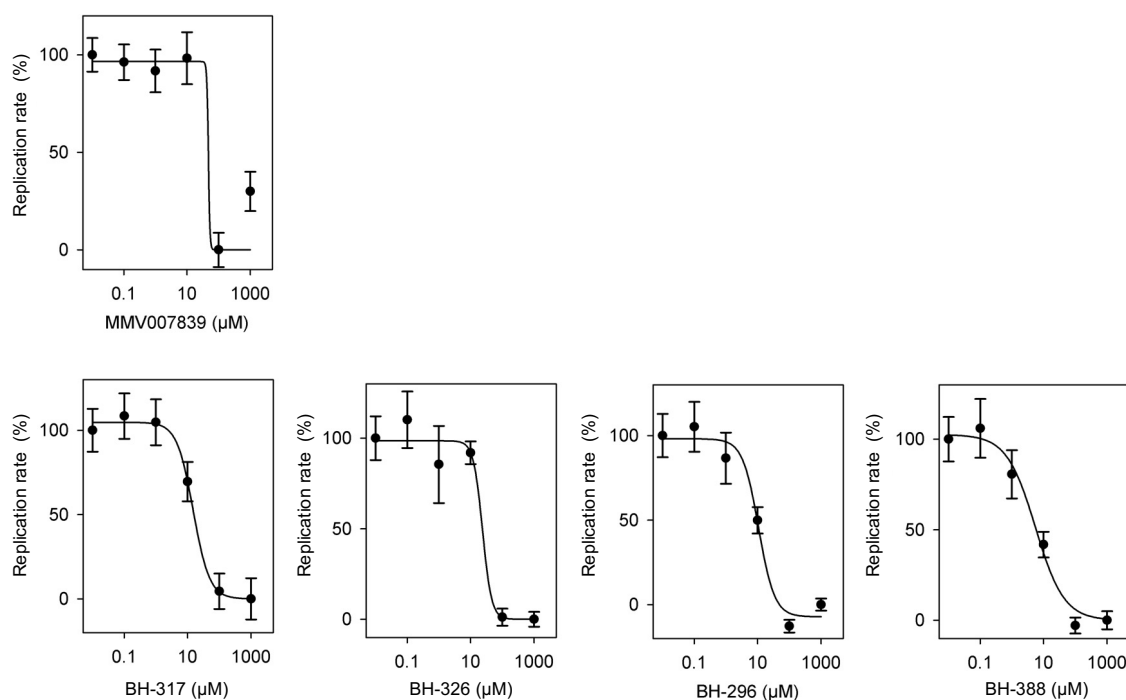 Replication rate (%)
100
50
0
0.1 10 1000
MMV007839 (µM)
Replication rate (%)
100
50
0
0.1 10 1000
BH-317 (µM)
Replication rate (%)
100
50
0
0.1 10 1000
BH-326 (µM)
Replication rate (%)
100
50
0
0.1 10 1000
BH-296 (µM)
Replication rate (%)
100
50
0
0.1 10 1000
BH-388 (µM)